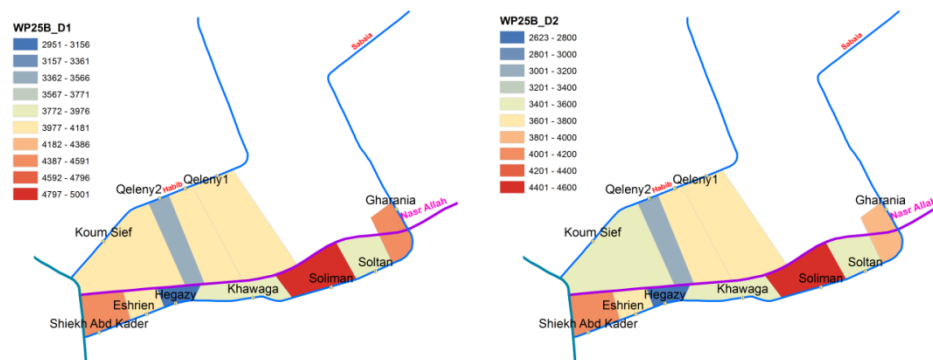 WP25B_D1
2951 - 3156
3157 - 3361
3362 - 3566
3567 - 3771
3772 - 3976
3977 - 4181
4182 - 4386
4387 - 4591
4592 - 4796
4797 - 5001
Sabaia
Qeleny2
Habib
Qeleny1
Gharania
Nasr Allah
Koum Sief
Soltan
Soliman
Khawaga
Hegazy
Eshrien
Shiekh Abd Kader
WP25B_D2
2623 - 2800
2801 - 3000
3001 - 3200
3201 - 3400
3401 - 3600
3601 - 3800
3801 - 4000
4001 - 4200
4201 - 4400
4401 - 4600
Sabaia
Qeleny2
Habib
Qeleny1
Gharania
Nasr Allah
Koum Sief
Soltan
Soliman
Khawaga
Hegazy
Eshrien
Shiekh Abd Kader